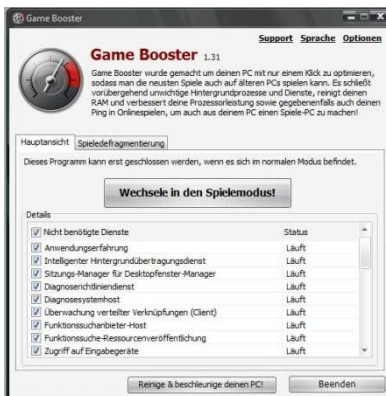 Game Booster
Support Sprache Optionen
Game Booster 1.31
Game Booster wurde gemacht um deinen PC mit nur einem Klick zu optimieren,
sodass man die neusten Spiele auch auf älteren PCs spielen kann. Es schließt
vorübergehend unwichtige Hintergrundprozesse und Dienste, reinigt deinen
RAM und verbessert deine Prozessorleistung sowie gegebenenfalls auch deinen
Ping in Onlinespielen, um auch aus deinem PC einen Spiele-PC zu machen!
Hauptansicht Spieledefragmentierung
Dieses Programm kann erst geschlossen werden, wenn es sich im normalen Modus befindet.
Wechsele in den Spielemodus!
Details
Nicht benötigte Dienste Status
Anwendungserfahrung Läuft
Intelligenter Hintergrundübertragungsdienst Läuft
Sitzungs-Manager für Desktopfenster-Manager Läuft
Diagnoserichtliniendienst Läuft
Diagnosesystemhost Läuft
Überwachung verteilter Verknüpfungen (Client) Läuft
Funktionssuchanbieter-Host Läuft
Funktionssuche-Ressourcenveröffentlichung Läuft
Zugriff auf Eingabegeräte Läuft
Reinige & beschleunige deinen PC! Beenden